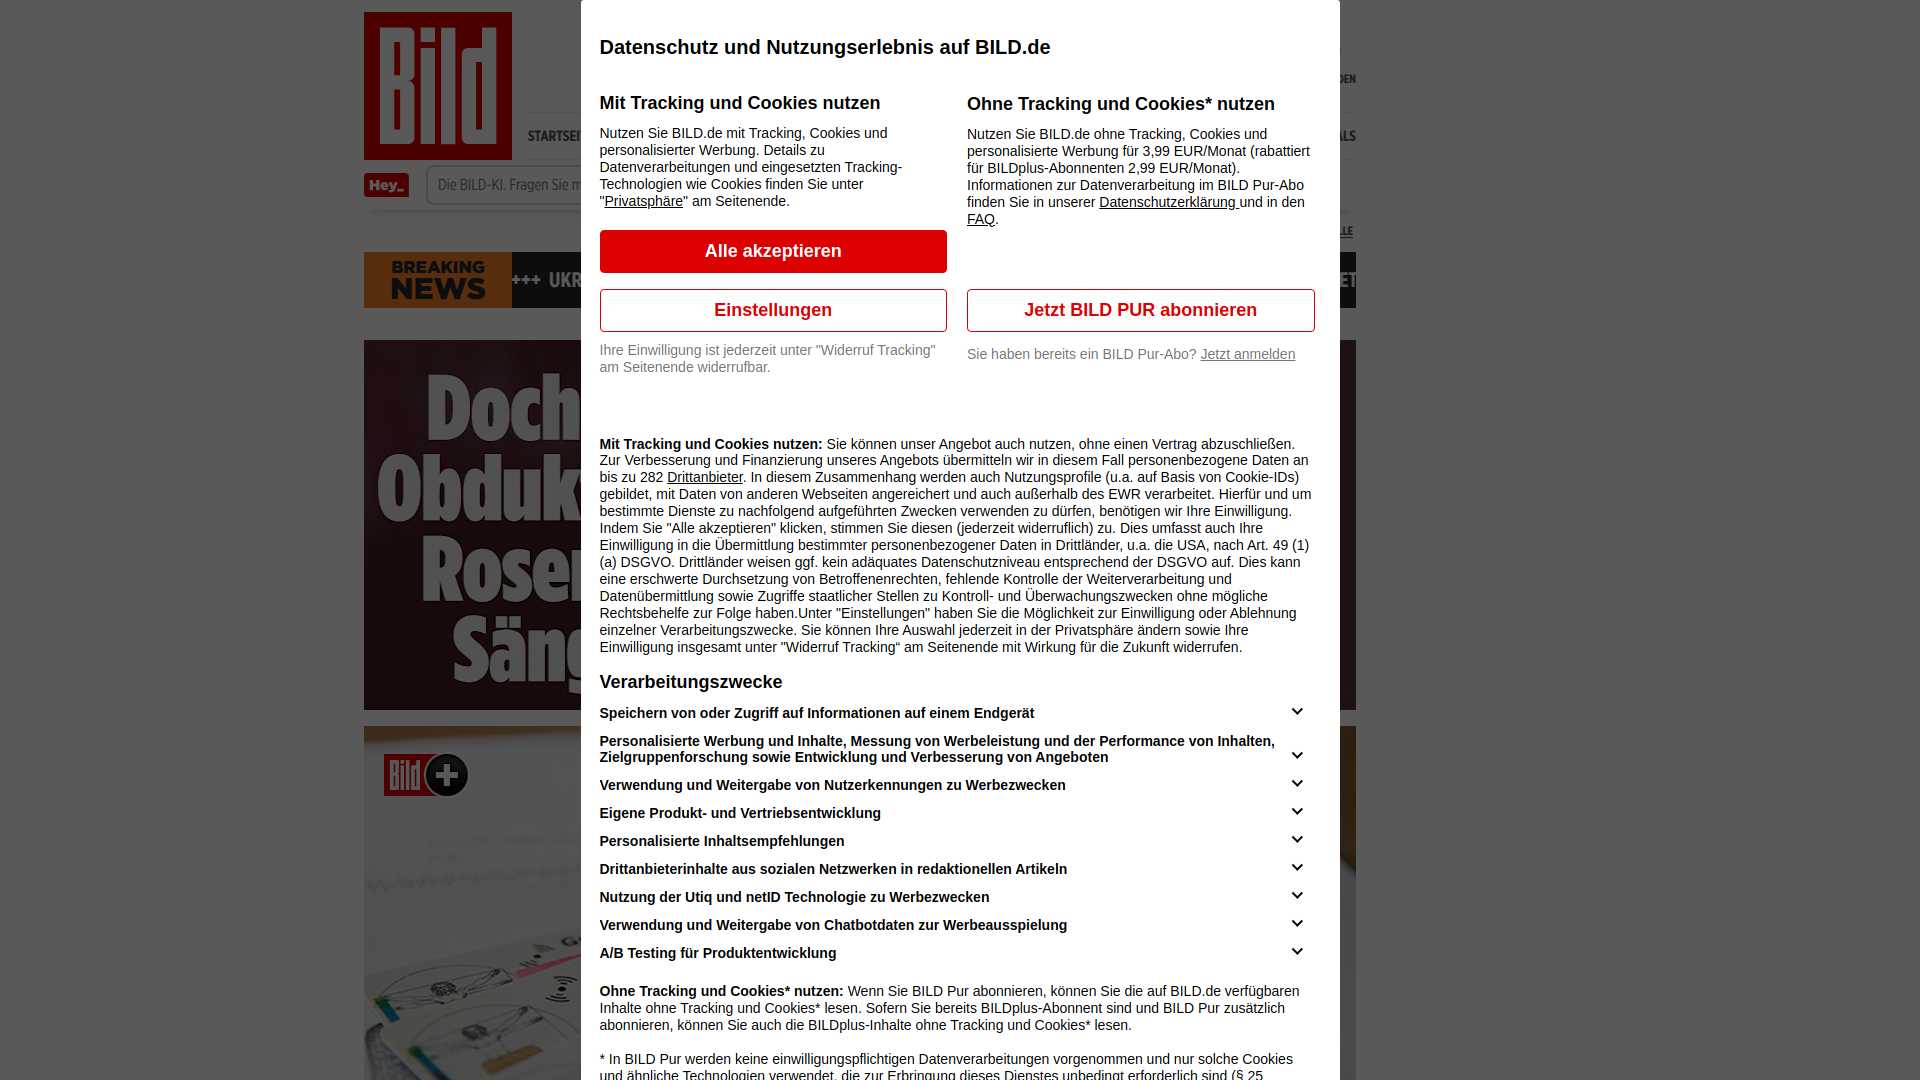 Bild
Datenschutz und Nutzungserlebnis auf BILD.de
Mit Tracking und Cookies nutzen
Nutzen Sie BILD.de mit Tracking, Cookies und
personalisierter Werbung. Details zu
Datenverarbeitungen und eingesetzten Tracking-
Technologien wie Cookies finden Sie unter
"Privatsphäre" am Seitenende.
Alle akzeptieren
Einstellungen
Ihre Einwilligung ist jederzeit unter "Widerruf Tracking"
am Seitenende widerrufbar.
Ohne Tracking und Cookies* nutzen
Nutzen Sie BILD.de ohne Tracking, Cookies und
personalisierte Werbung für 3,99 EUR/Monat (rabattiert
für BILDplus-Abonnenten 2,99 EUR/Monat).
Informationen zur Datenverarbeitung im BILD Pur-Abo
finden Sie in unserer Datenschutzerklärung und in den
FAQ.
Jetzt BILD PUR abonnieren
Sie haben bereits ein BILD Pur-Abo? Jetzt anmelden
Hey_
Die BILD-KI. Fragen Sie
BREAKING
NEWS
+++
Doch
Bild +
Mit Tracking und Cookies nutzen: Sie können unser Angebot auch nutzen, ohne einen Vertrag abzuschließen.
Zur Verbesserung und Finanzierung unseres Angebots übermitteln wir in diesem Fall personenbezogene Daten an
bis zu 282 Drittanbieter. In diesem Zusammenhang werden auch Nutzungsprofile (u.a. auf Basis von Cookie-IDs)
gebildet, mit Daten von anderen Webseiten angereichert und auch außerhalb des EWR verarbeitet. Hierfür und um
bestimmte Dienste zu nachfolgend aufgeführten Zwecken verwenden zu dürfen, benötigen wir Ihre Einwilligung.
Indem Sie "Alle akzeptieren" klicken, stimmen Sie diesen (jederzeit widerruflich) zu. Dies umfasst auch Ihre
Einwilligung in die Übermittlung bestimmter personenbezogener Daten in Drittländer, u.a. die USA, nach Art. 49 (1)
(a) DSGVO. Drittländer weisen ggf. kein adäquates Datenschutzniveau entsprechend der DSGVO auf. Dies kann
eine erschwerte Durchsetzung von Betroffenenrechten, fehlende Kontrolle der Weiterverarbeitung und
Datenübermittlung sowie Zugriffe staatlicher Stellen zu Kontroll- und Überwachungszwecken ohne mögliche
Rechtsbehelfe zur Folge haben.Unter "Einstellungen" haben Sie die Möglichkeit zur Einwilligung oder Ablehnung
einzelner Verarbeitungszwecke. Sie können Ihre Auswahl jederzeit in der Privatsphäre ändern sowie Ihre
Einwilligung insgesamt unter "Widerruf Tracking“ am Seitenende mit Wirkung für die Zukunft widerrufen.
Verarbeitungszwecke
Speichern von oder Zugriff auf Informationen auf einem Endgerät
Personalisierte Werbung und Inhalte, Messung von Werbeleistung und der Performance von Inhalten,
Zielgruppenforschung sowie Entwicklung und Verbesserung von Angeboten
Verwendung und Weitergabe von Nutzerkennungen zu Werbezwecken
Eigene Produkt- und Vertriebsentwicklung
Personalisierte Inhaltsempfehlungen
Drittanbieterinhalte aus sozialen Netzwerken in redaktionellen Artikeln
Nutzung der Utiq und netID Technologie zu Werbezwecken
Verwendung und Weitergabe von Chatbotdaten zur Werbeausspielung
A/B Testing für Produktentwicklung
Ohne Tracking und Cookies* nutzen: Wenn Sie BILD Pur abonnieren, können Sie die auf BILD.de verfügbaren
Inhalte ohne Tracking und Cookies* lesen. Sofern Sie bereits BILDplus-Abonnent sind und BILD Pur zusätzlich
abonnieren, können Sie auch die BILDplus-Inhalte ohne Tracking und Cookies* lesen.
* In BILD Pur werden keine einwilligungspflichtigen Datenverarbeitungen vorgenommen und nur solche Cookies
und ähnliche Technologien verwendet, die zur Erbringung dieses Dienstes unbedingt erforderlich sind (§ 25